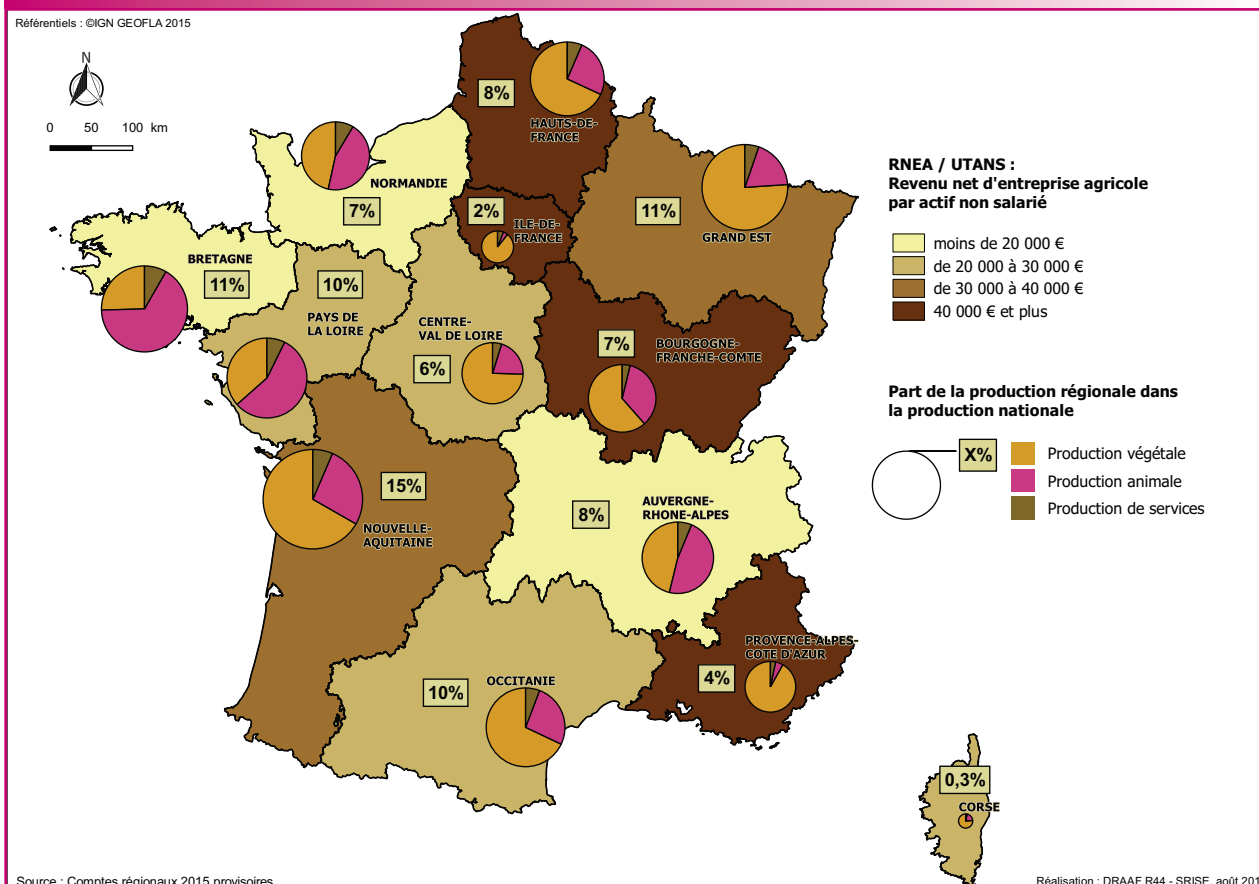 Référentiels : ©IGN GEOFLA 2015
N
0 50 100 km
8%
HAUTS-DE-
FRANCE
NORMANDIE
7%
2%
ILE-DE-
FRANCE
11%
GRAND EST
BRETAGNE
11%
10%
PAYS DE
LA LOIRE
CENTRE-
VAL DE LOIRE
6%
7%
BOURGOGNE-
FRANCHE-COMTE
15%
NOUVELLE-
AQUITAINE
8%
AUVERGNE-
RHONE-ALPES
PROVENCE-ALPES-
COTE D'AZUR
4%
OCCITANIE
10%
0,3%
CORSE
RNEA / UTANS :
Revenu net d'entreprise agricole
par actif non salarié
moins de 20 000 €
de 20 000 à 30 000 €
de 30 000 à 40 000 €
40 000 € et plus
Part de la production régionale dans
la production nationale
X%
Production végétale
Production animale
Production de services
Source : Comptes régionaux 2015 provisoires
Réalisation : DRAAF R44 - SRISE, août